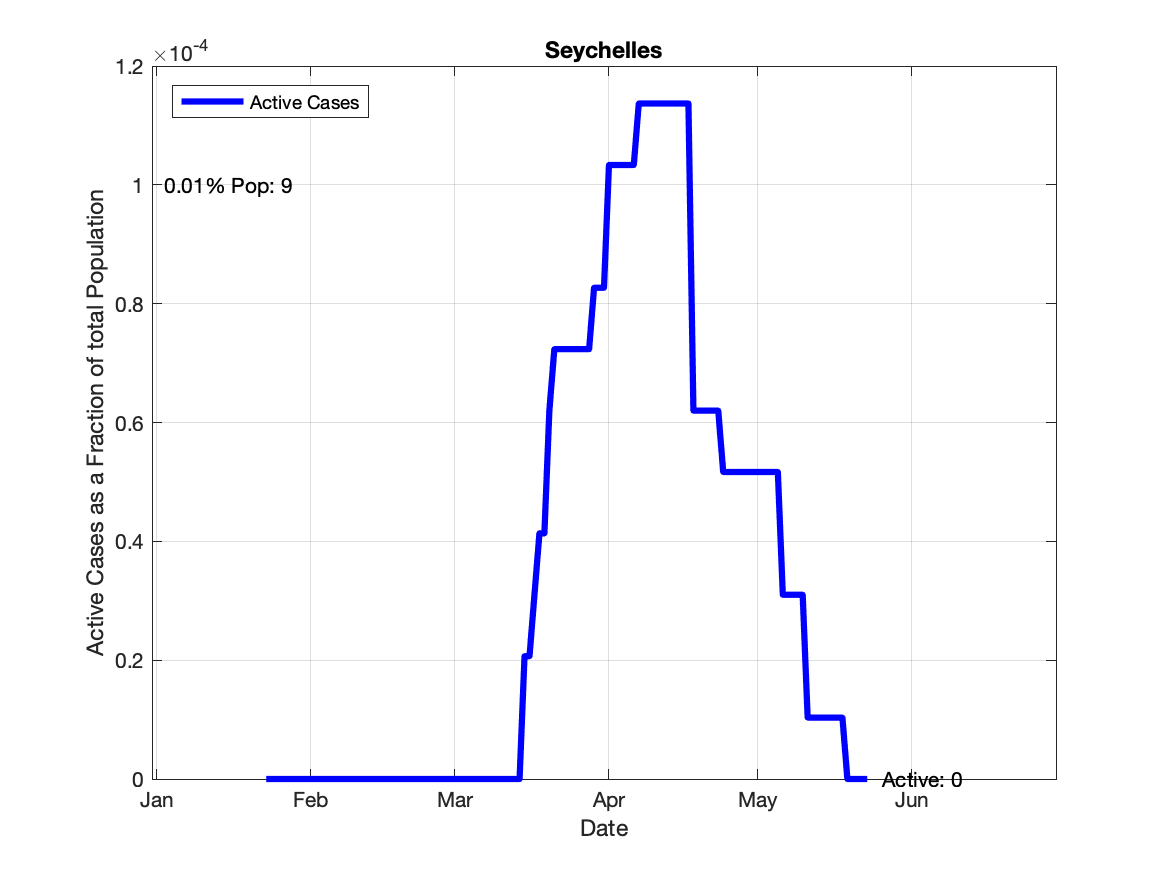 Seychelles
×10-4
Active Cases
1.2
1
0.8
0.6
0.4
0.2
0
0.01% Pop: 9
Active Cases as a Fraction of total Population
Active: 0
Jan Feb Mar Apr May Jun
Date